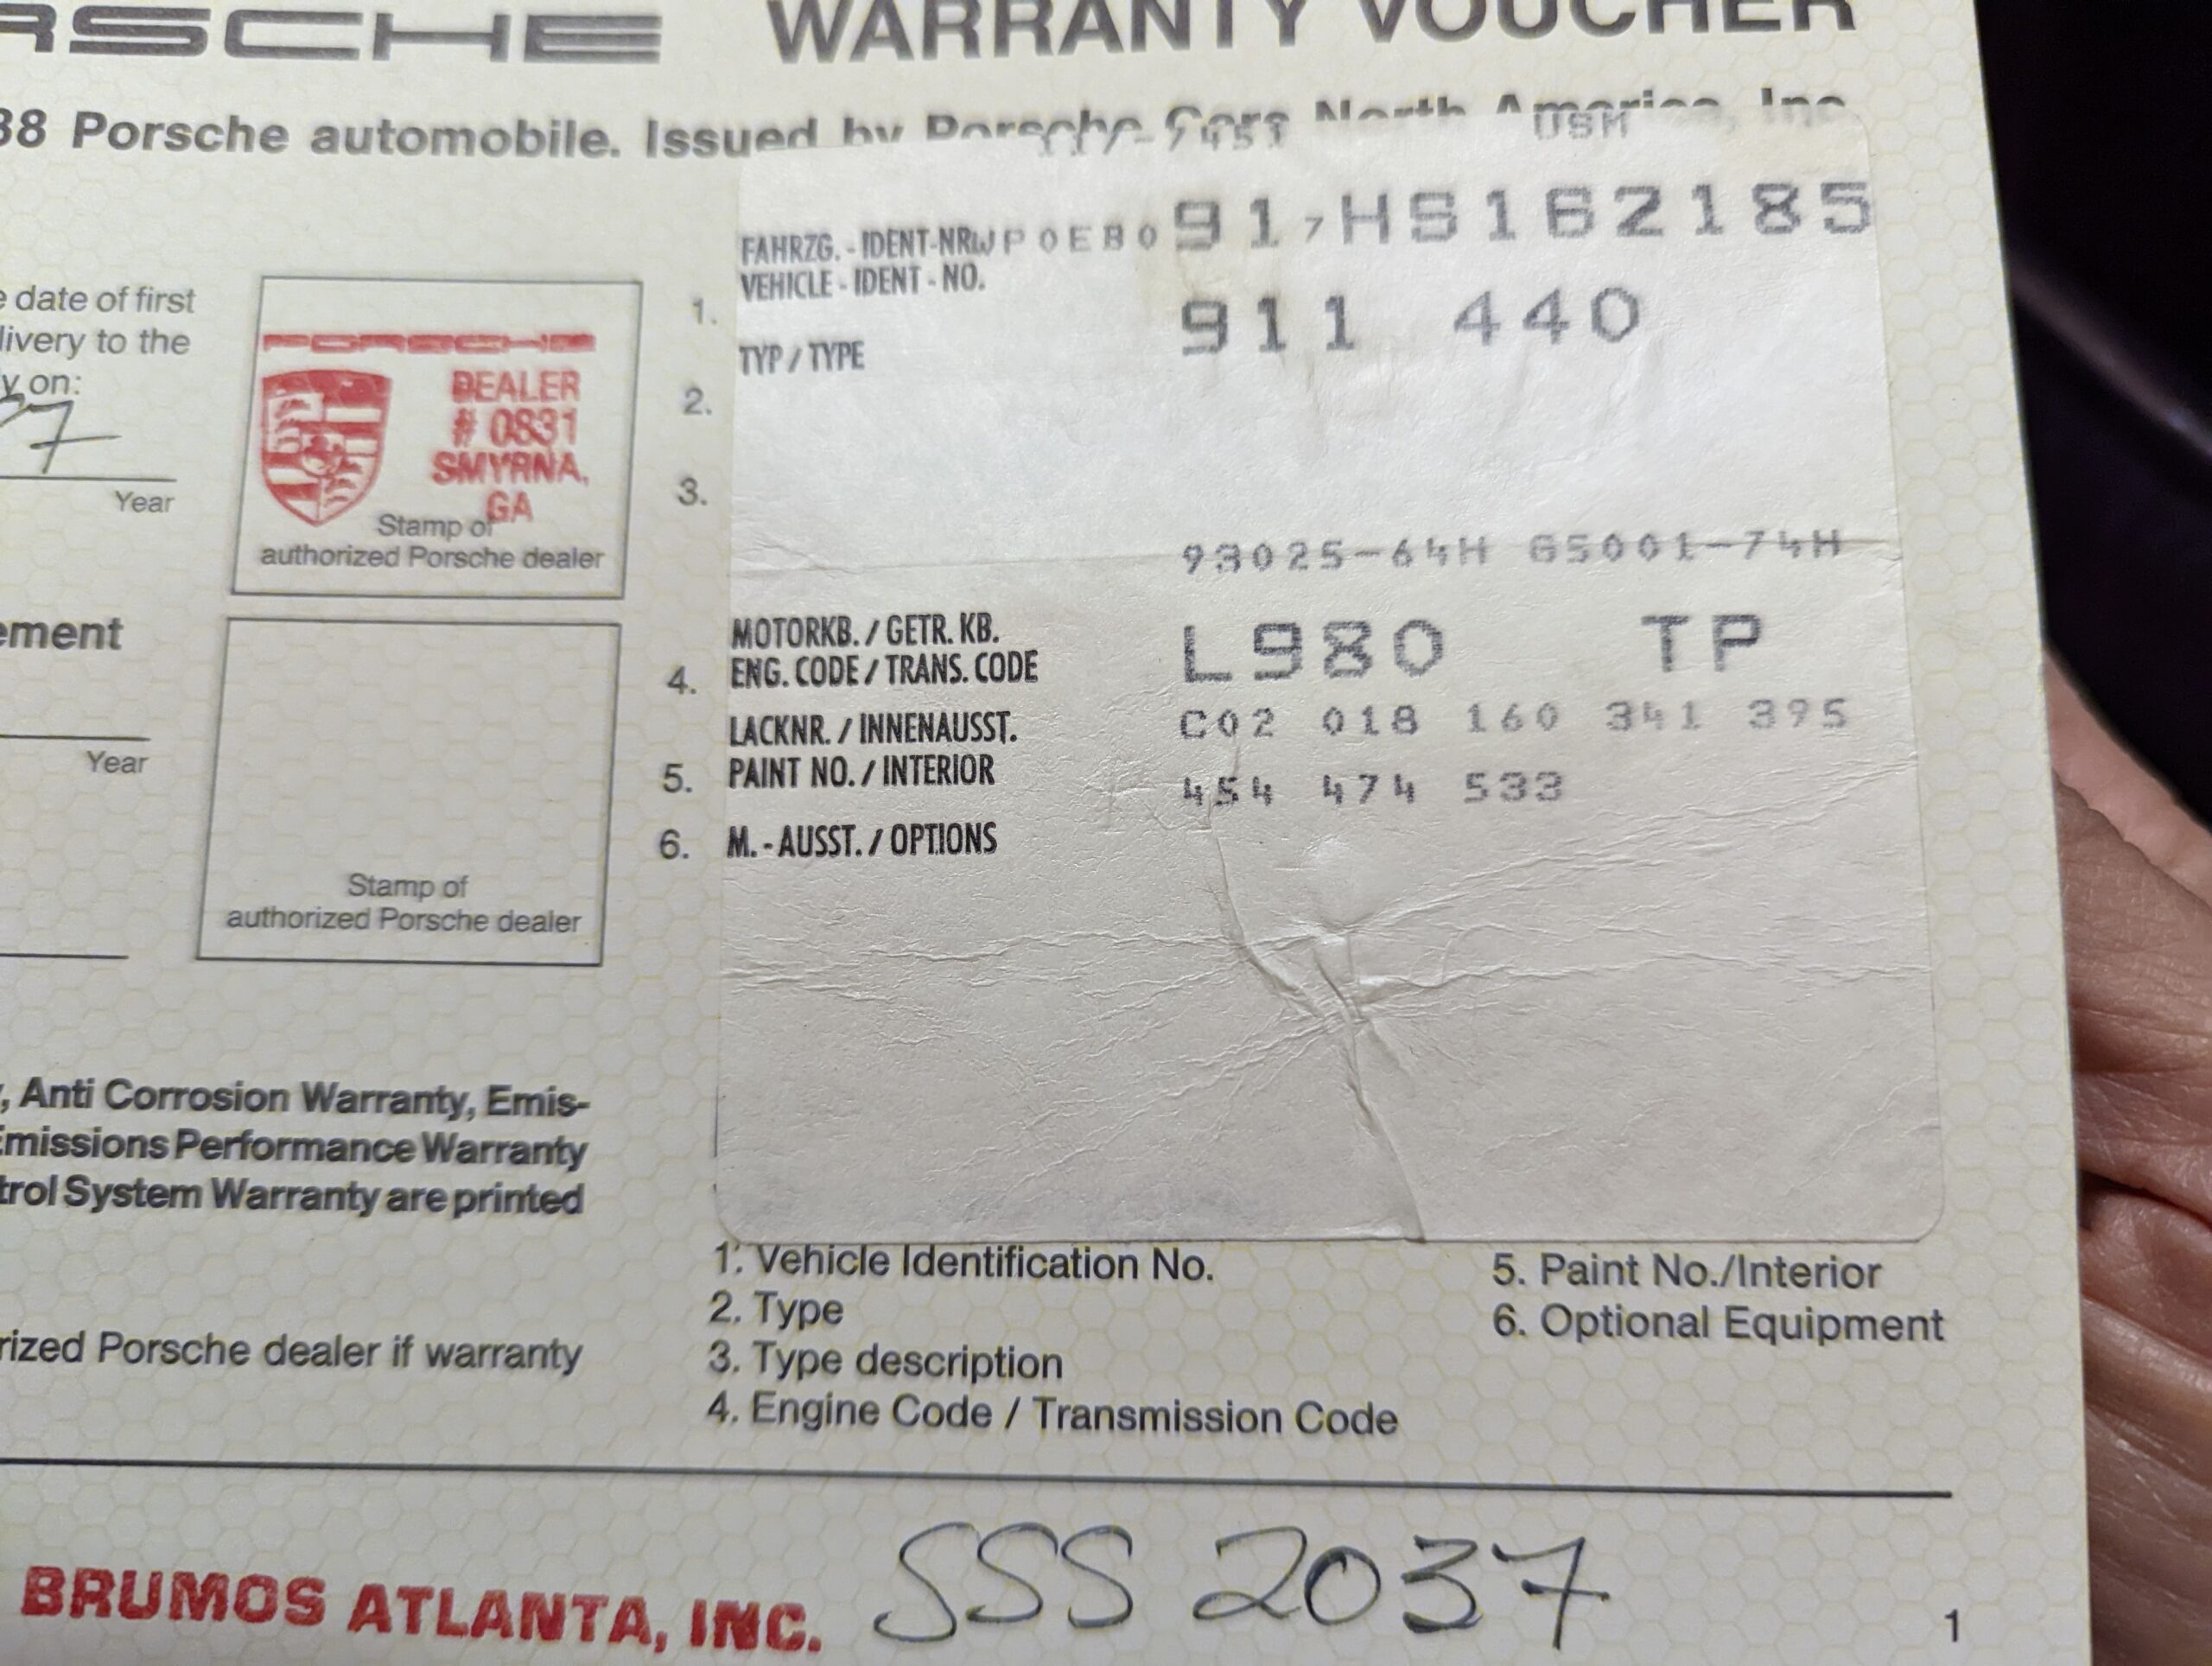 RSCHE WARRANTY VOUCHER
88 Porsche automobile. Issued by Porsche Cars North America, Inc.
USM
e date of first
livery to the
y on:
7
Year
PORSCHE
DEALER
# 0831
SMYRNA,
GA
Stamp of
authorized Porsche dealer
ement
Year
Stamp of
authorized Porsche dealer
1. FAHRZG. - IDENT-NR. WP0EB0 91 7 HS162185
VEHICLE - IDENT - NO.
2. TYP / TYPE 911 440
3.
93025-64H G5001-74H
4. MOTORKB. / GETR. KB.
ENG. CODE / TRANS. CODE
L980 TP
5. LACKNR. / INNENAUSST.
PAINT NO. / INTERIOR
C02 018 160 341 395
454 474 533
6. M. - AUSST. / OPTIONS
, Anti Corrosion Warranty, Emis-
Emissions Performance Warranty
trol System Warranty are printed
rized Porsche dealer if warranty
1. Vehicle Identification No.
2. Type
3. Type description
4. Engine Code / Transmission Code
5. Paint No./Interior
6. Optional Equipment
BRUMOS ATLANTA, INC. SSS 2037
1